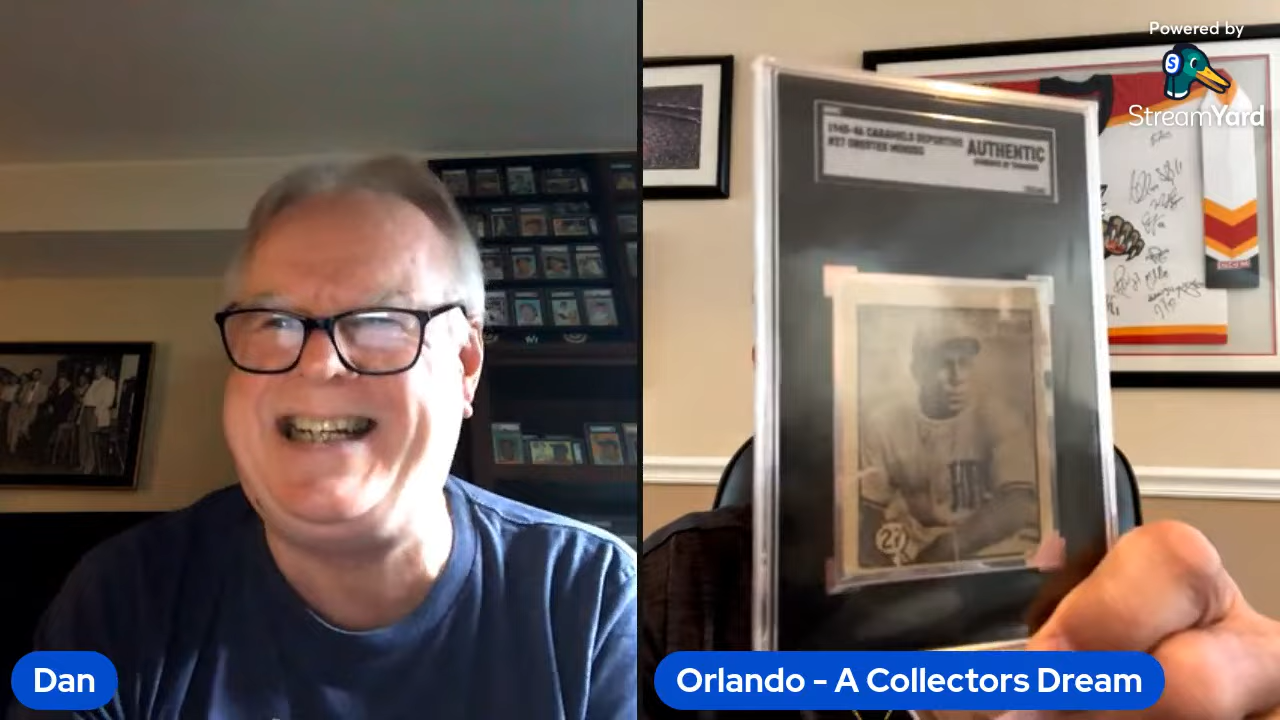 Powered by
S
StreamYard
1945-46 CARAMELO DEPORTIVO
#27 ORESTES MINOSO
AUTHENTIC
27
Dan
Orlando - A Collectors Dream